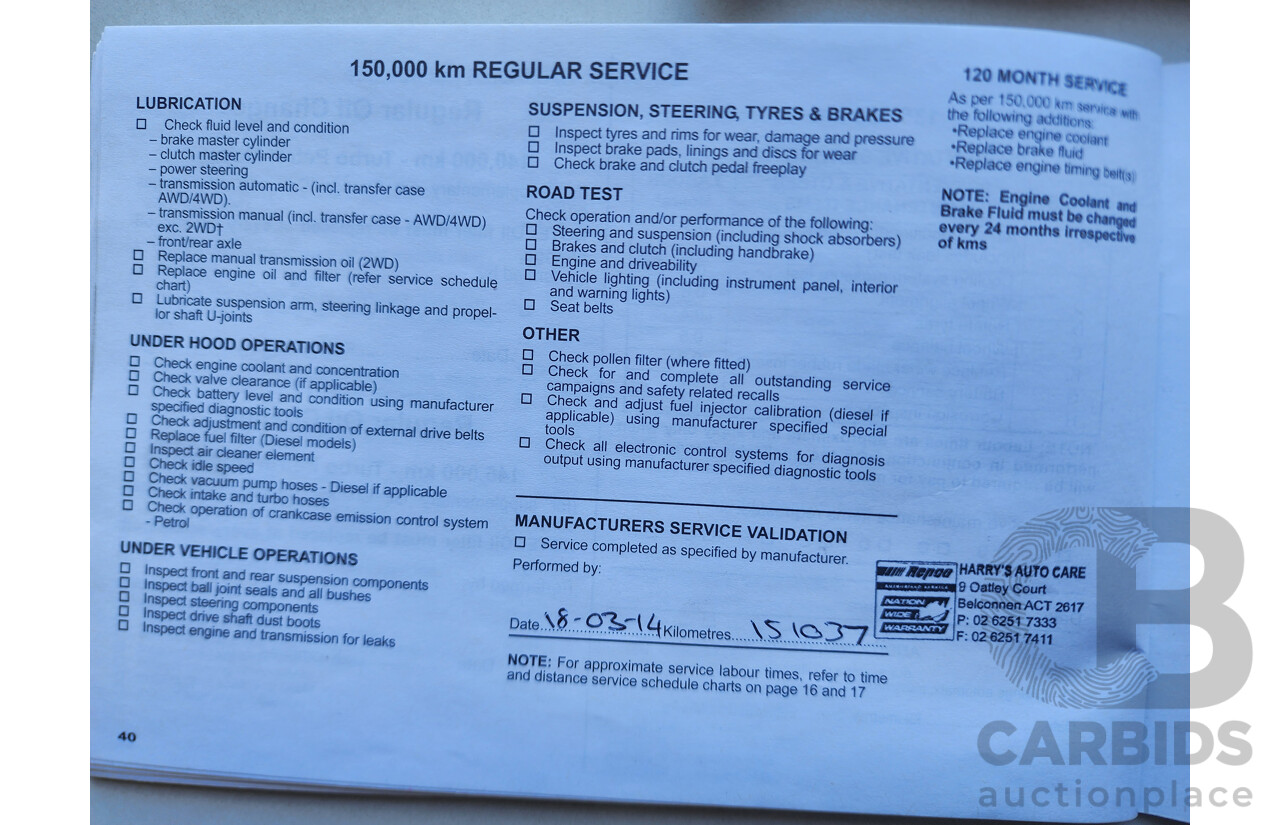 150,000 km REGULAR SERVICE
LUBRICATION
Check fluid level and condition
– brake master cylinder
– clutch master cylinder
– power steering
– transmission automatic - (incl. transfer case
AWD/4WD).
– transmission manual (incl. transfer case - AWD/4WD)
exc. 2WD†
– front/rear axle
Replace manual transmission oil (2WD)
Replace engine oil and filter (refer service schedule
chart)
Lubricate suspension arm, steering linkage and propel-
lor shaft U-joints
UNDER HOOD OPERATIONS
Check engine coolant and concentration
Check valve clearance (if applicable)
Check battery level and condition using manufacturer
specified diagnostic tools
Check adjustment and condition of external drive belts
Replace fuel filter (Diesel models)
Inspect air cleaner element
Check idle speed
Check vacuum pump hoses - Diesel if applicable
Check intake and turbo hoses
Check operation of crankcase emission control system
- Petrol
UNDER VEHICLE OPERATIONS
Inspect front and rear suspension components
Inspect ball joint seals and all bushes
Inspect steering components
Inspect drive shaft dust boots
Inspect engine and transmission for leaks
40
SUSPENSION, STEERING, TYRES & BRAKES
Inspect tyres and rims for wear, damage and pressure
Inspect brake pads, linings and discs for wear
Check brake and clutch pedal freeplay
ROAD TEST
Check operation and/or performance of the following:
Steering and suspension (including shock absorbers)
Brakes and clutch (including handbrake)
Engine and driveability
Vehicle lighting (including instrument panel, interior
and warning lights)
Seat belts
OTHER
Check pollen filter (where fitted)
Check for and complete all outstanding service
campaigns and safety related recalls
Check and adjust fuel injector calibration (diesel if
applicable) using manufacturer specified special
tools
Check all electronic control systems for diagnosis
output using manufacturer specified diagnostic tools
MANUFACTURERS SERVICE VALIDATION
Service completed as specified by manufacturer.
Performed by:
Date...18-03-14 Kilometres.....151037
NOTE: For approximate service labour times, refer to time
and distance service schedule charts on page 16 and 17
120 MONTH SERVICE
As per 150,000 km service with
the following additions:
•Replace engine coolant
•Replace brake fluid
•Replace engine timing belt(s)
NOTE: Engine Coolant and
Brake Fluid must be changed
every 24 months irrespective
of kms
Repco
AUTHORISED SERVICE
NATION
WIDE
WARRANTY
HARRY'S AUTO CARE
9 Oatley Court
Belconnen ACT 2617
P: 02 6251 7333
F: 02 6251 7411
CB
CARBIDS
auctionplace